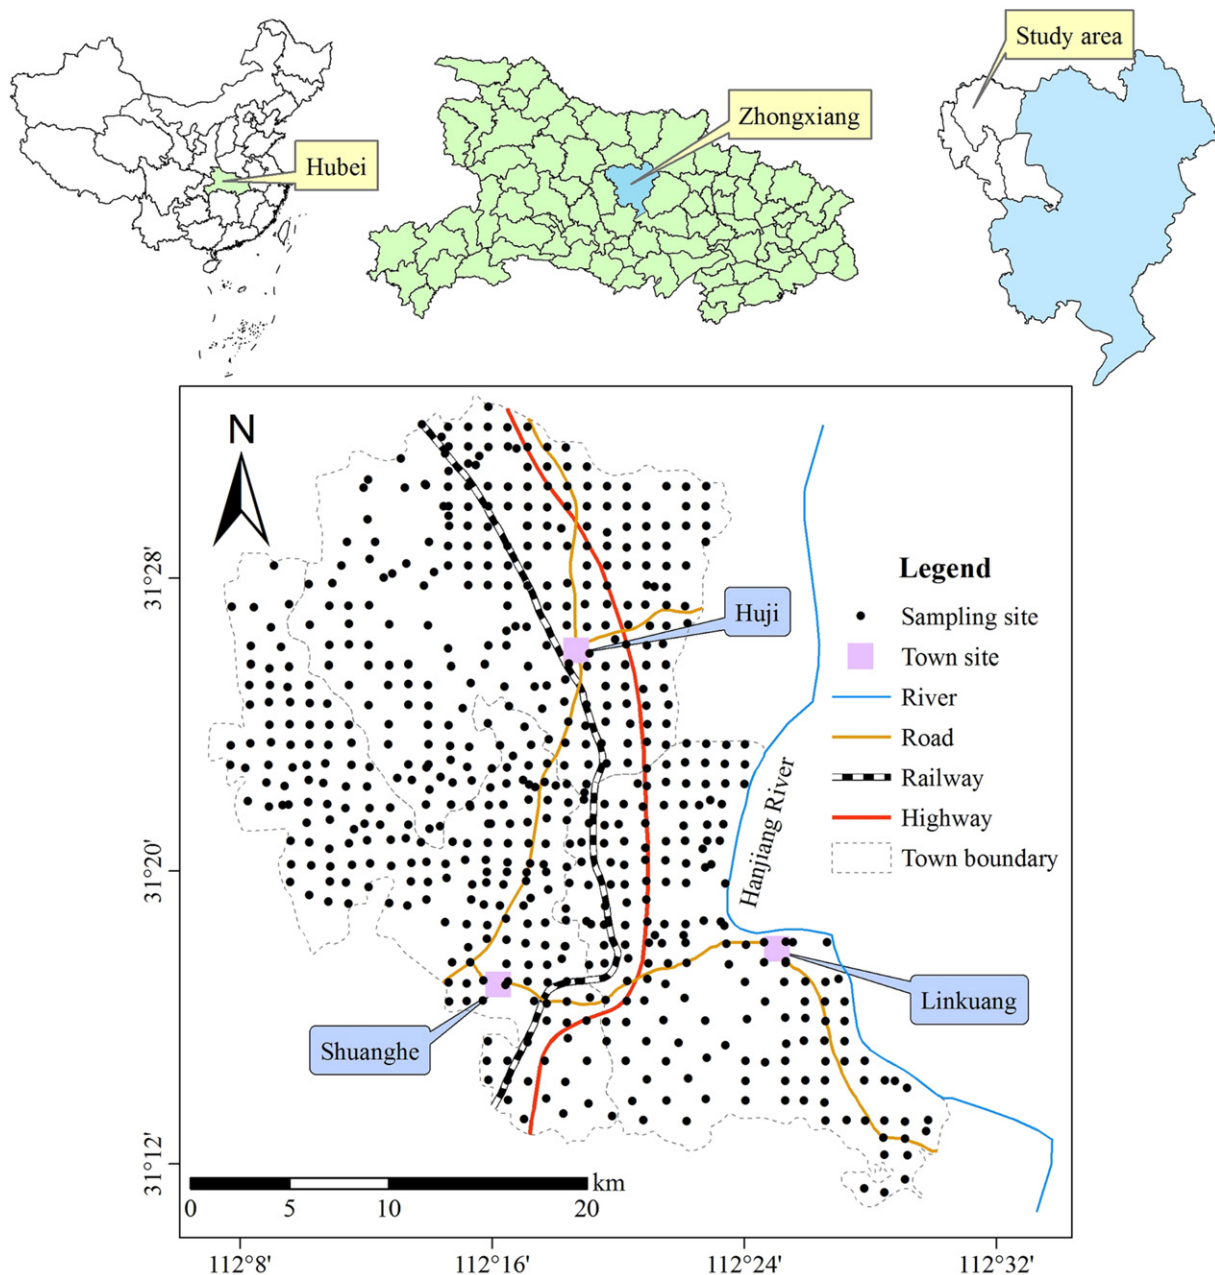 Study area
Zhongxiang
Hubei
N
31°28'
31°20'
31°12'
Huji
Hanjiang River
Linkuang
Shuanghe
Legend
Sampling site
Town site
River
Road
Railway
Highway
Town boundary
km
0 5 10 20
112°8' 112°16' 112°24' 112°32'